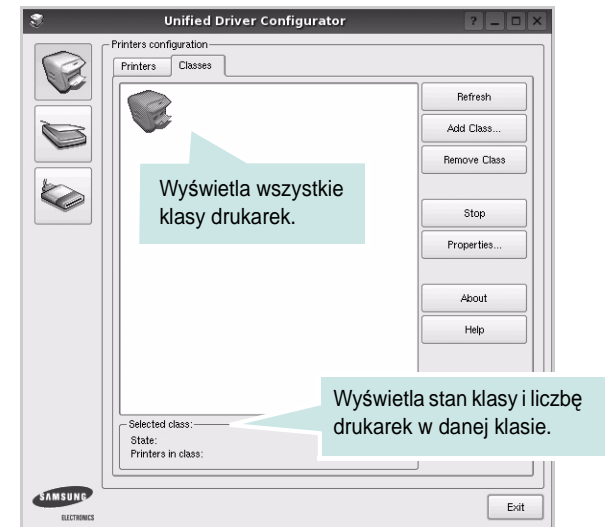 Unified Driver Configurator
Printers configuration
Printers Classes
Refresh
Add Class...
Remove Class
Wyświetla wszystkie
klasy drukarek.
Stop
Properties...
About
Help
Wyświetla stan klasy i liczbę
drukarek w danej klasie.
Selected class:
State:
Printers in class:
SAMSUNG
ELECTRONICS
Exit